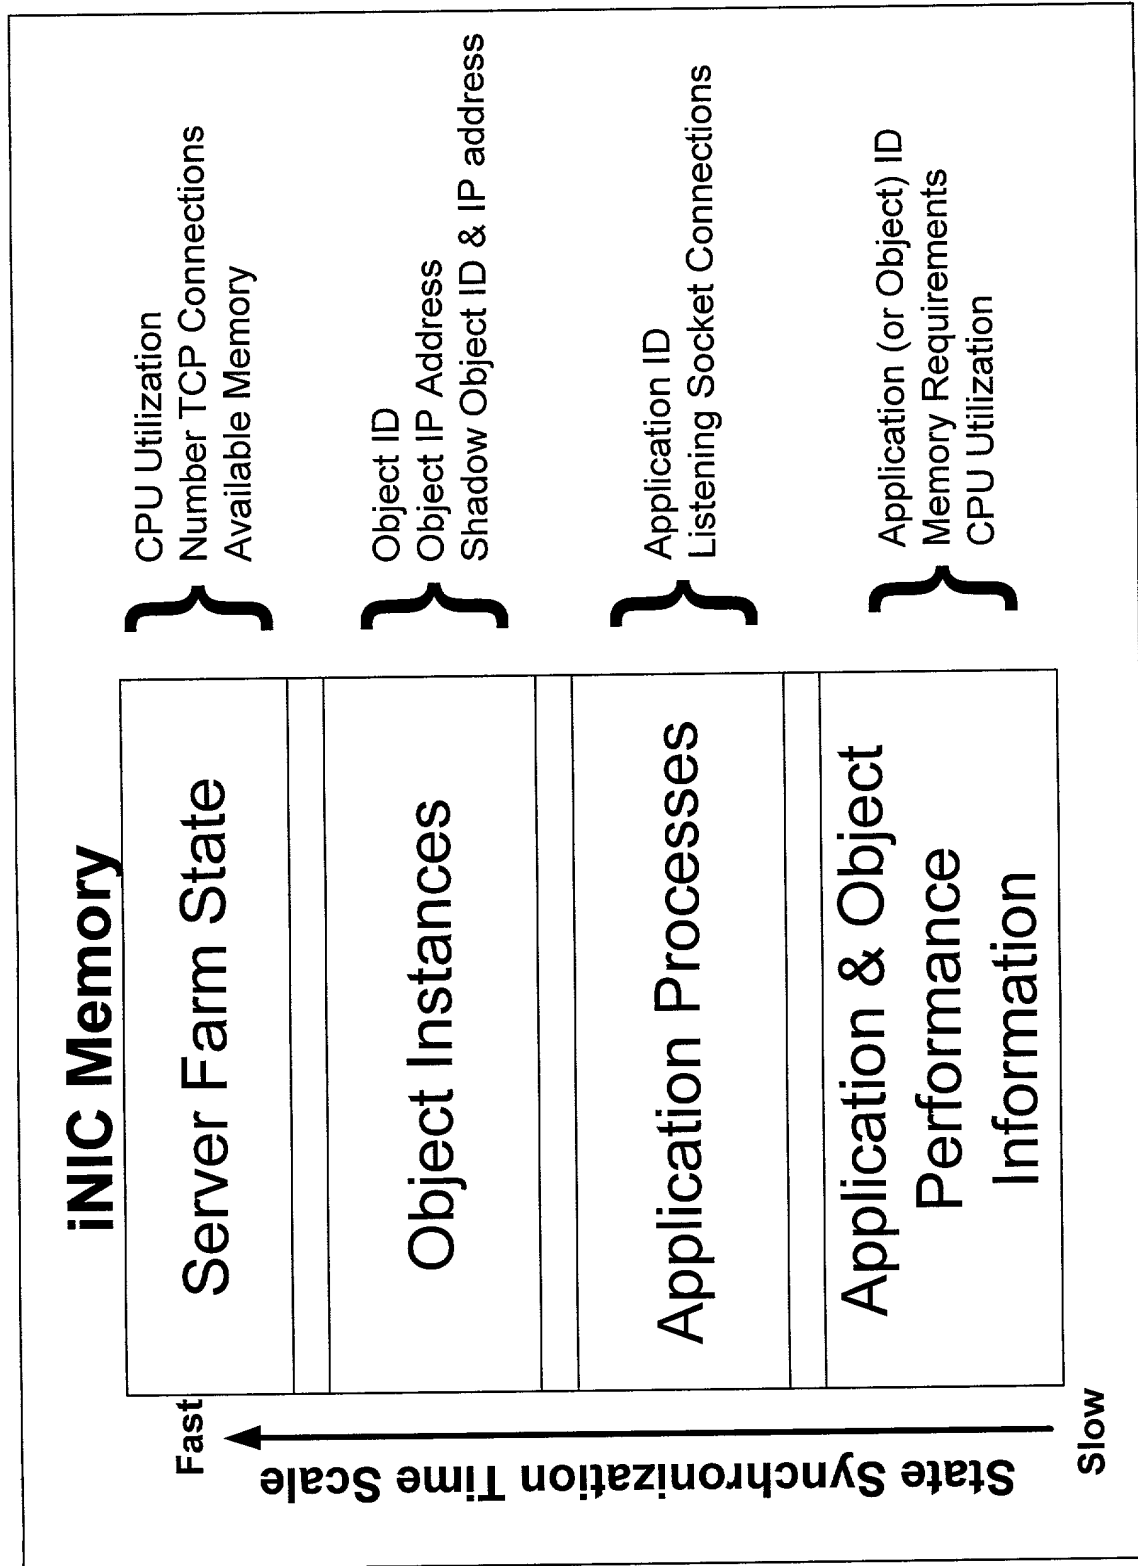 iNIC Memory
Fast
State Synchronization Time Scale
Slow
Server Farm State
CPU Utilization
Number TCP Connections
Available Memory
Object Instances
Object ID
Object IP Address
Shadow Object ID & IP address
Application Processes
Application ID
Listening Socket Connections
Application & Object
Performance
Information
Application (or Object) ID
Memory Requirements
CPU Utilization